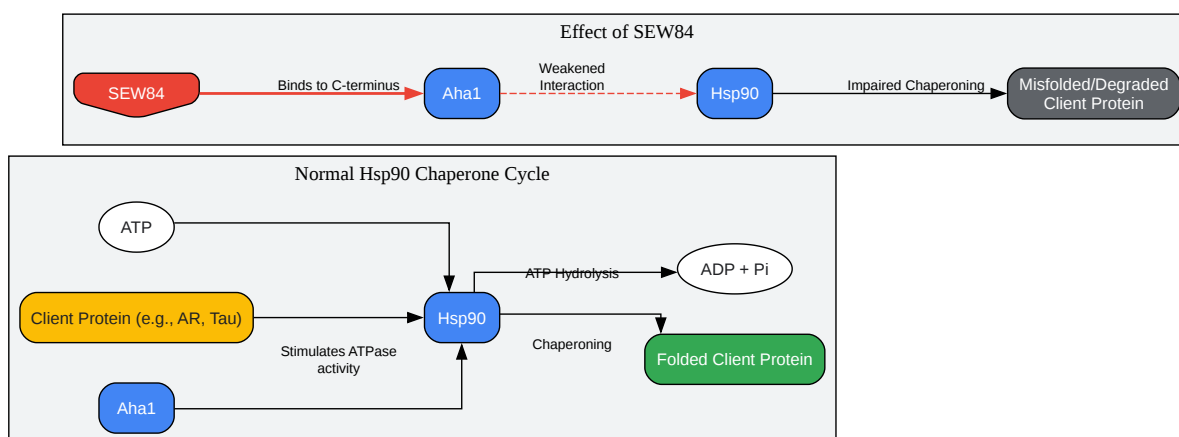 Effect of SEW84
SEW84
Binds to C-terminus
Aha1
Weakened
Interaction
Hsp90
Impaired Chaperoning
Misfolded/Degraded
Client Protein
Normal Hsp90 Chaperone Cycle
ATP
ATP Hydrolysis
ADP + Pi
Client Protein (e.g., AR, Tau)
Hsp90
Stimulates ATPase
activity
Chaperoning
Folded Client Protein
Aha1